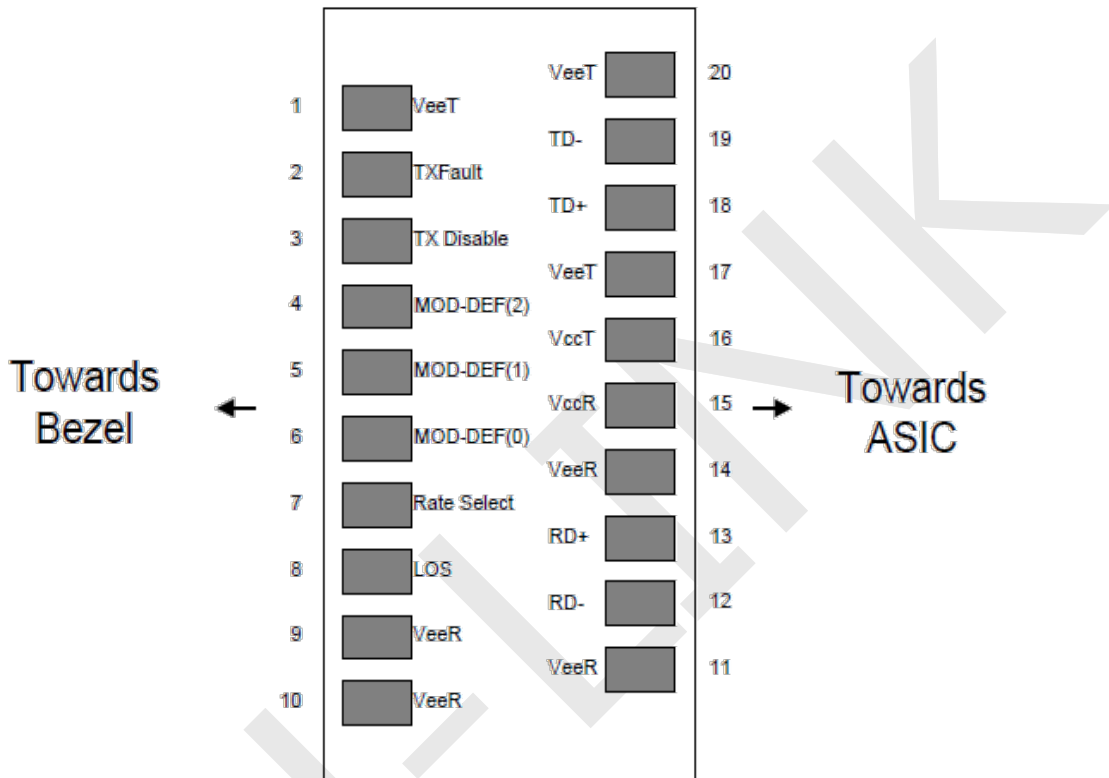 VeeT 20
1 VeeT
TD- 19
2 TXFault
TD+ 18
3 TX Disable
VeeT 17
4 MOD-DEF(2)
VccT 16
5 MOD-DEF(1)
Towards
Bezel
VccR 15
Towards
ASIC
6 MOD-DEF(0)
VeeR 14
7 Rate Select
RD+ 13
8 LOS
RD- 12
9 VeeR
VeeR 11
10 VeeR
LINK